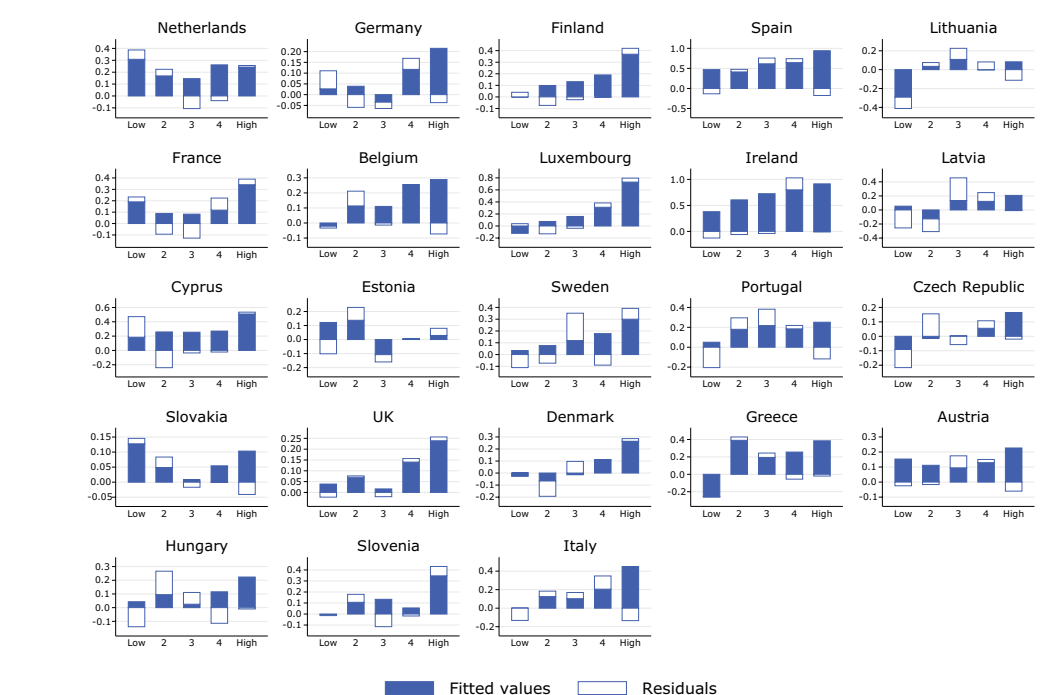 Netherlands Germany Finland Spain Lithuania
0.4 0.3 0.2 0.1 0.0 -0.1
0.20 0.15 0.10 0.05 0.00 -0.05
0.4 0.3 0.2 0.1 0.0 -0.1
1.0 0.5 0.0 -0.5
0.2 0.0 -0.2 -0.4
Low 2 3 4 High Low 2 3 4 High Low 2 3 4 High Low 2 3 4 High Low 2 3 4 High
France Belgium Luxembourg Ireland Latvia
0.4 0.3 0.2 0.1 0.0 -0.1
0.3 0.2 0.1 0.0 -0.1
0.8 0.6 0.4 0.2 0.0 -0.2
1.0 0.5 0.0
0.4 0.2 0.0 -0.2 -0.4
Low 2 3 4 High Low 2 3 4 High Low 2 3 4 High Low 2 3 4 High Low 2 3 4 High
Cyprus Estonia Sweden Portugal Czech Republic
0.6 0.4 0.2 0.0 -0.2
0.2 0.1 0.0 -0.1 -0.2
0.4 0.3 0.2 0.1 0.0 -0.1
0.4 0.2 0.0 -0.2
0.2 0.1 0.0 -0.1 -0.2
Low 2 3 4 High Low 2 3 4 High Low 2 3 4 High Low 2 3 4 High Low 2 3 4 High
Slovakia UK Denmark Greece Austria
0.15 0.10 0.05 0.00 -0.05
0.25 0.20 0.15 0.10 0.05 0.00
0.3 0.2 0.1 0.0 -0.1 -0.2
0.4 0.2 0.0 -0.2
0.3 0.2 0.1 0.0 -0.1
Low 2 3 4 High Low 2 3 4 High Low 2 3 4 High Low 2 3 4 High Low 2 3 4 High
Hungary Slovenia Italy
0.3 0.2 0.1 0.0 -0.1
0.4 0.3 0.2 0.1 0.0 -0.1
0.4 0.2 0.0 -0.2
Low 2 3 4 High Low 2 3 4 High Low 2 3 4 High
Fitted values Residuals